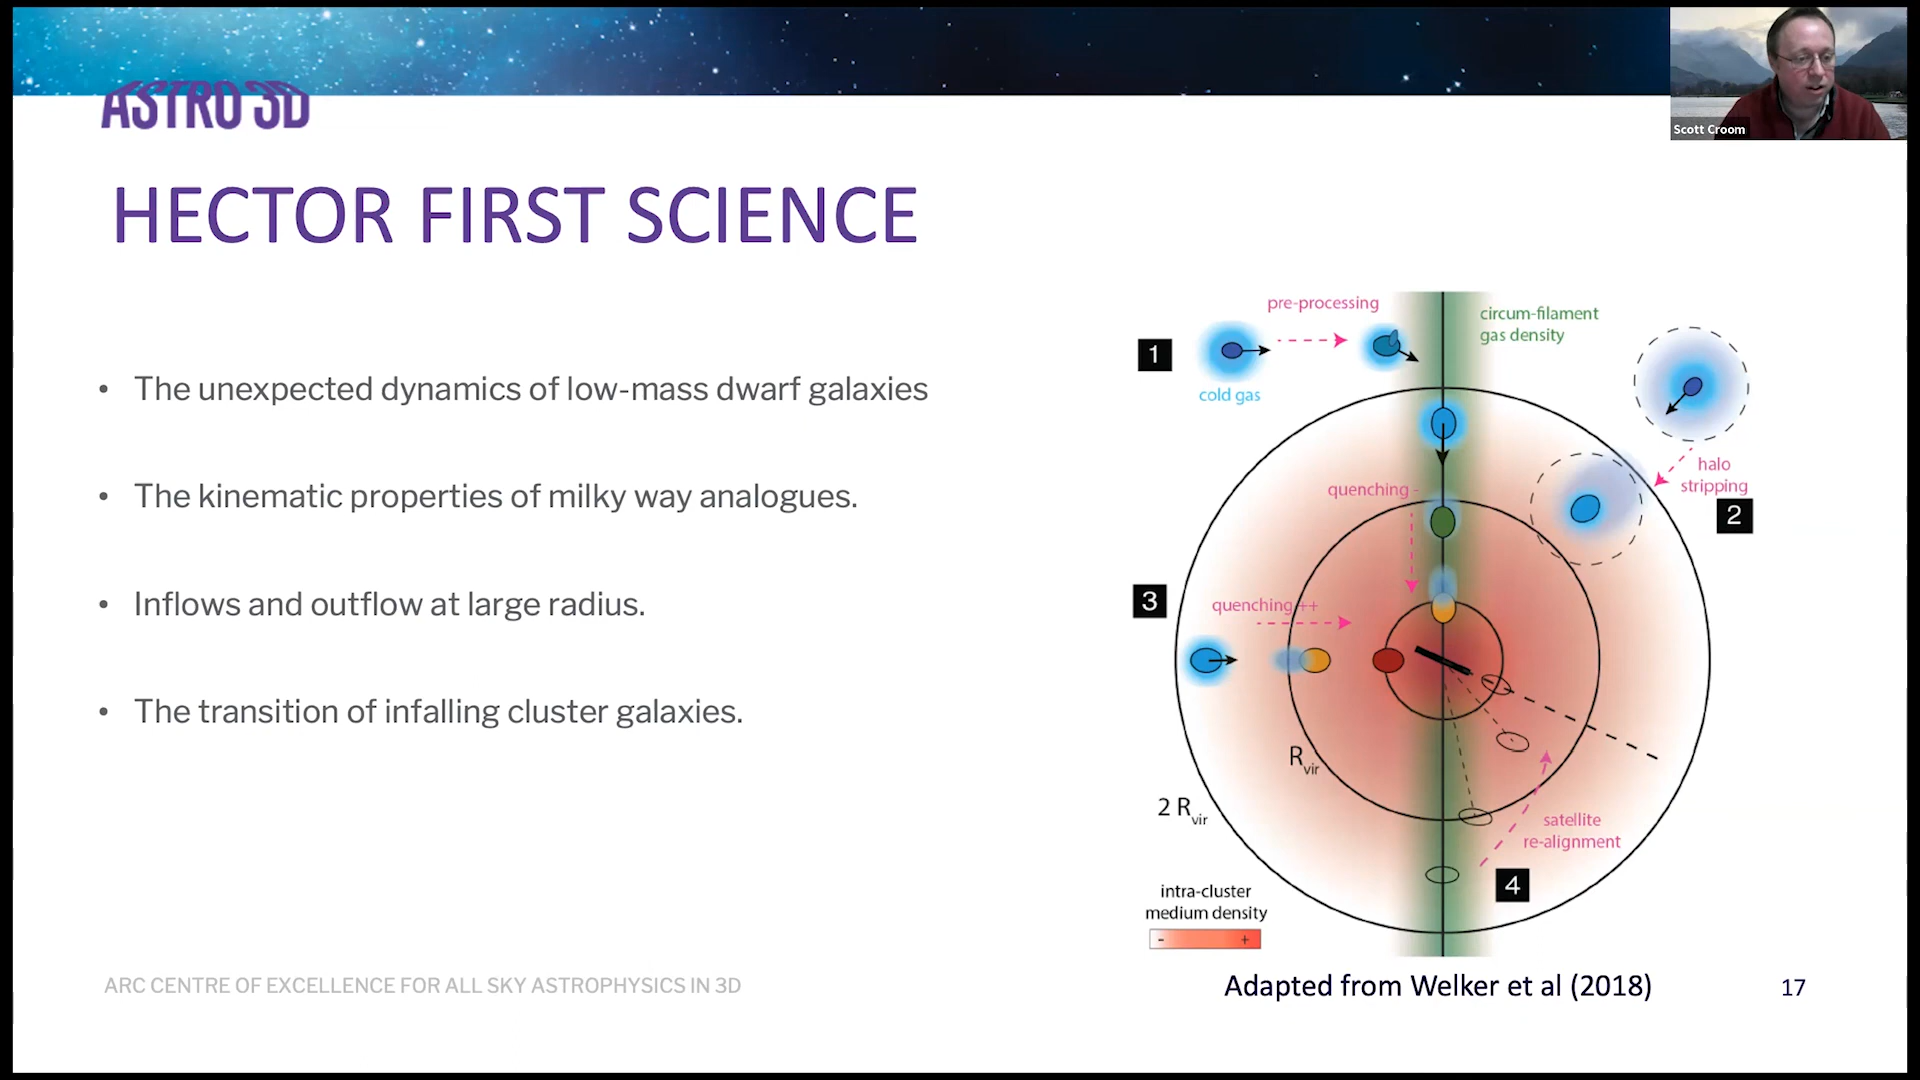 ASTRO 3D
Scott Croom
HECTOR FIRST SCIENCE
• The unexpected dynamics of low-mass dwarf galaxies
• The kinematic properties of milky way analogues.
• Inflows and outflow at large radius.
• The transition of infalling cluster galaxies.
pre-processing
circum-filament
gas density
1
cold gas
halo
stripping
2
quenching -
3
quenching ++
R vir
2 R vir
satellite
re-alignment
4
intra-cluster
medium density
- +
ARC CENTRE OF EXCELLENCE FOR ALL SKY ASTROPHYSICS IN 3D
Adapted from Welker et al (2018)
17